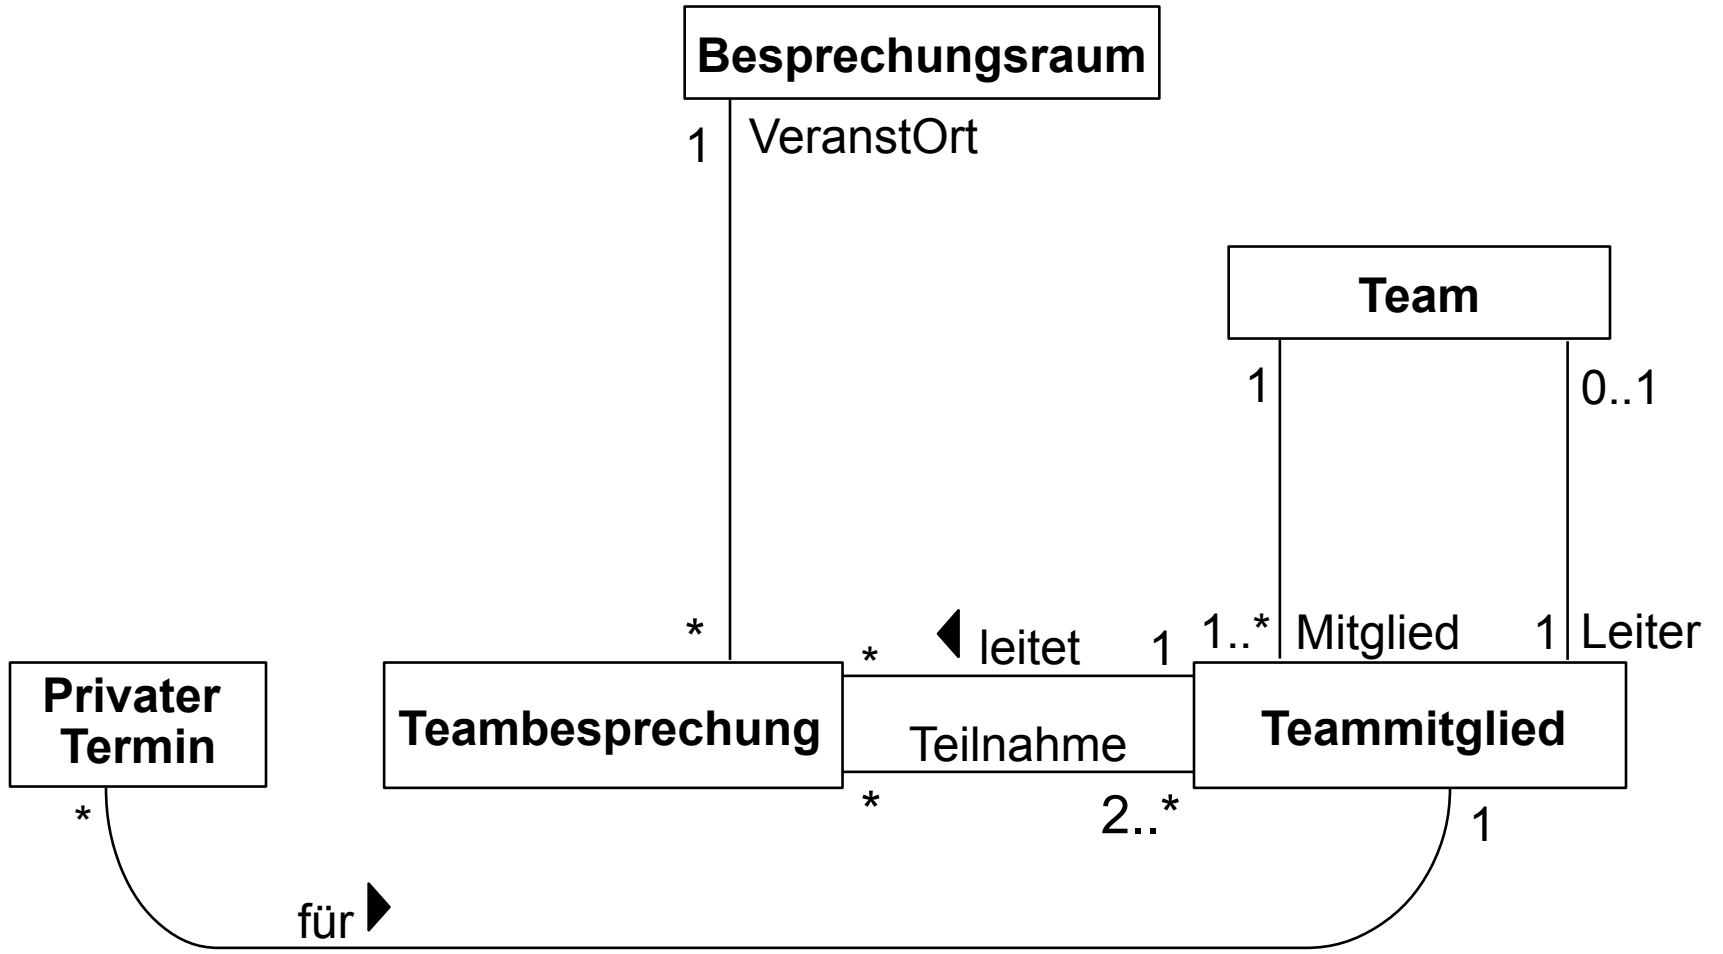 Besprechungsraum
1 VeranstOrt
Team
1 0..1
* * leitet 1 1..* Mitglied 1 Leiter
Privater
Termin
Teambesprechung
Teilnahme
Teammitglied
* * 2..* 1
für